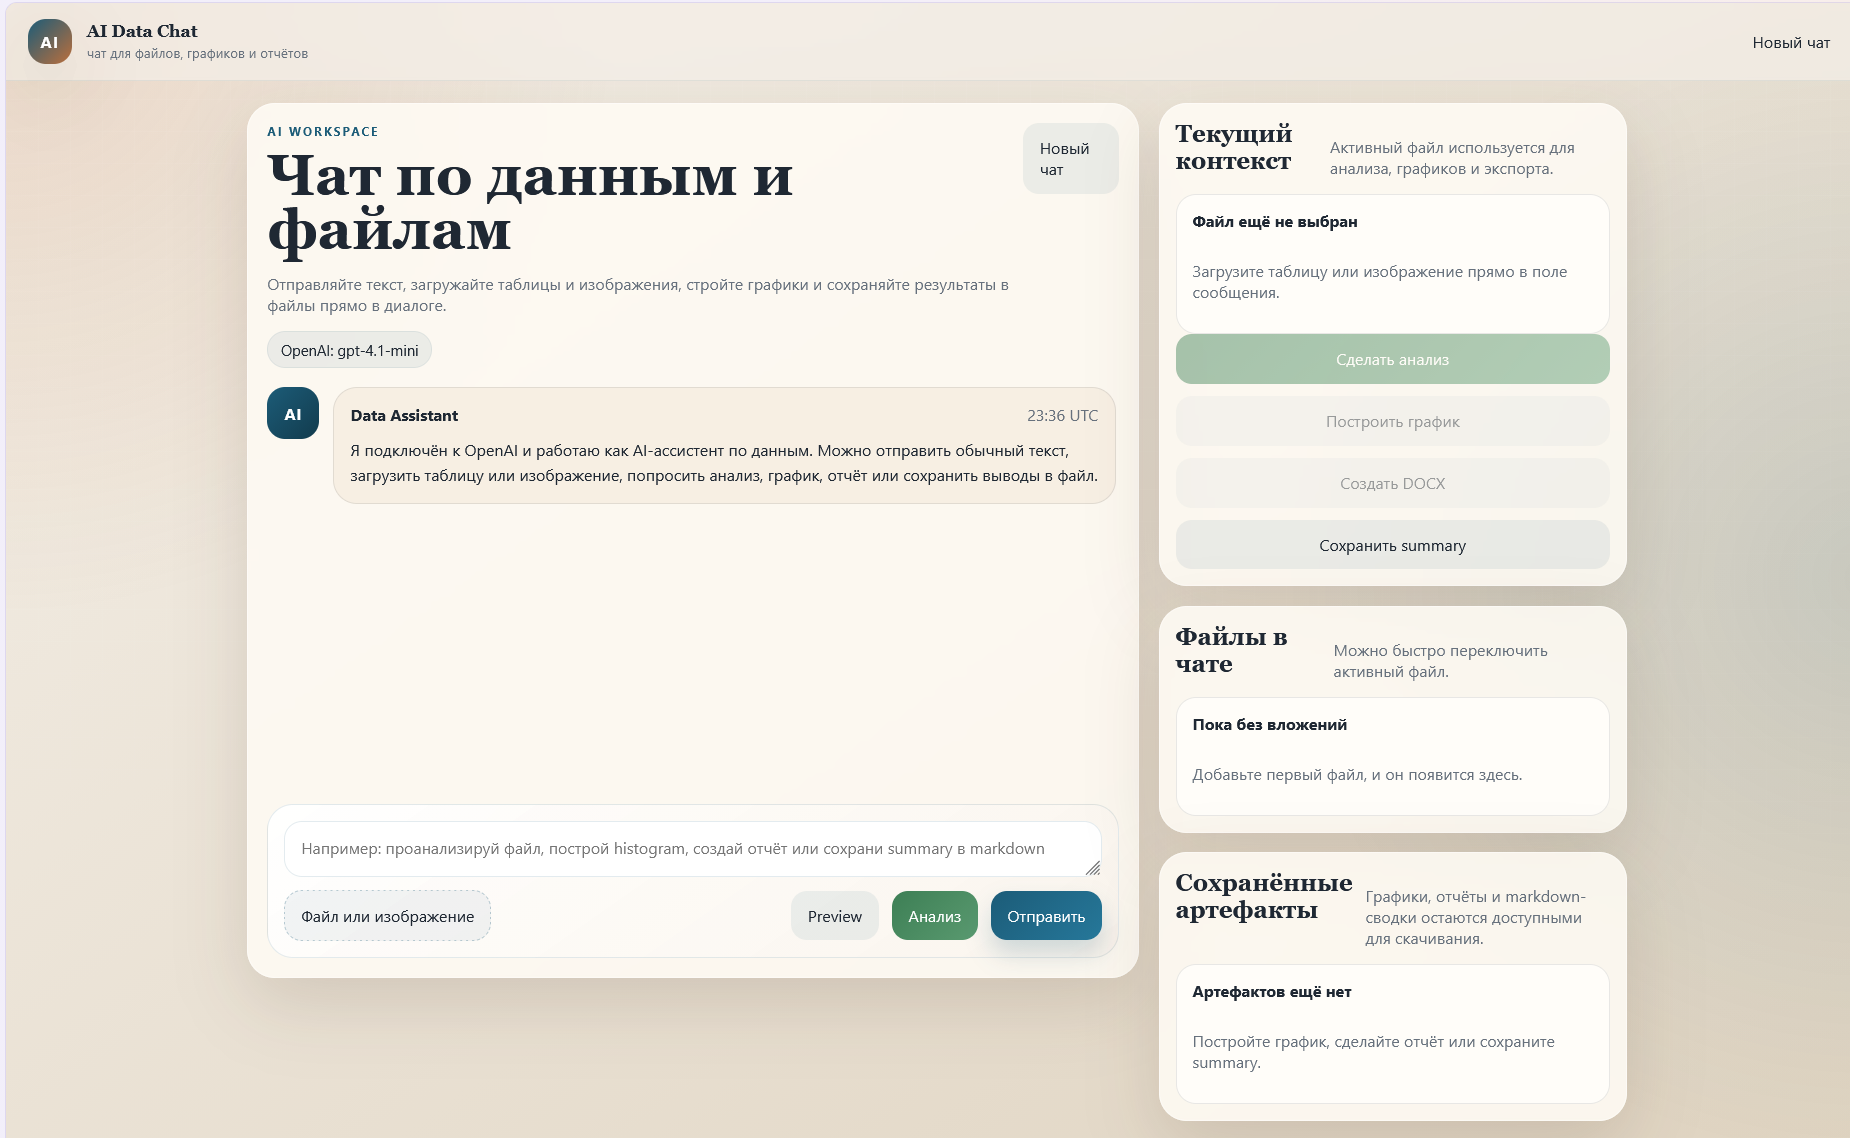 AI
AI Data Chat
чат для файлов, графиков и отчётов
Новый чат
AI WORKSPACE
Чат по данным и
файлам
Новый
чат
Отправляйте текст, загружайте таблицы и изображения, стройте графики и сохраняйте результаты в
файлы прямо в диалоге.
OpenAI: gpt-4.1-mini
AI
Data Assistant
23:36 UTC
Я подключён к OpenAI и работаю как AI-ассистент по данным. Можно отправить обычный текст,
загрузить таблицу или изображение, попросить анализ, график, отчёт или сохранить выводы в файл.
Например: проанализируй файл, построй histogram, создай отчёт или сохрани summary в markdown
Файл или изображение
Preview
Анализ
Отправить
Текущий
контекст
Активный файл используется для
анализа, графиков и экспорта.
Файл ещё не выбран
Загрузите таблицу или изображение прямо в поле
сообщения.
Сделать анализ
Построить график
Создать DOCX
Сохранить summary
Файлы в
чате
Можно быстро переключить
активный файл.
Пока без вложений
Добавьте первый файл, и он появится здесь.
Сохранённые
артефакты
Графики, отчёты и markdown-
сводки остаются доступными
для скачивания.
Артефактов ещё нет
Постройте график, сделайте отчёт или сохраните
summary.